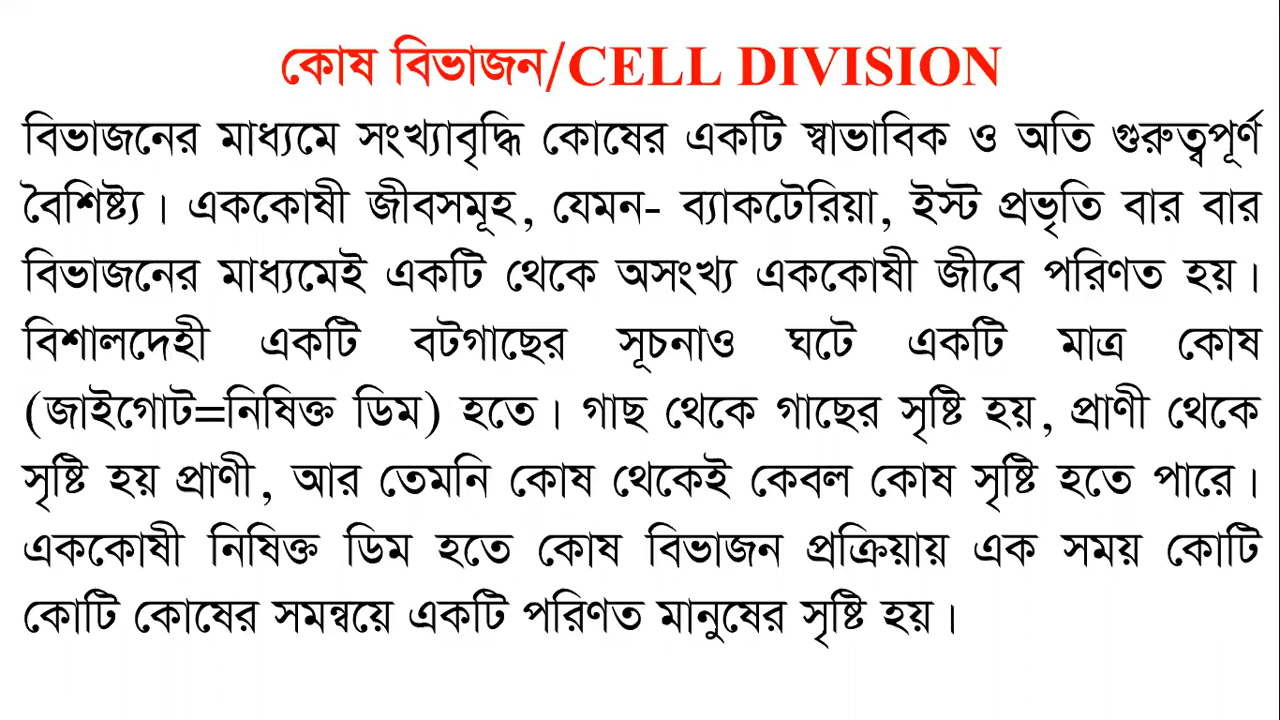 কোষ বিভাজন/CELL DIVISION
বিভাজনের মাধ্যমে সংখ্যাবৃদ্ধি কোষের একটি স্বাভাবিক ও অতি গুরুত্বপূর্ণ
বৈশিষ্ট্য। এককোষী জীবসমূহ, যেমন- ব্যাকটেরিয়া, ইস্ট প্রভৃতি বার বার
বিভাজনের মাধ্যমেই একটি থেকে অসংখ্য এককোষী জীবে পরিণত হয়।
বিশালদেহী একটি বটগাছের সূচনাও ঘটে একটি মাত্র কোষ
(জাইগোট=নিষিক্ত ডিম) হতে। গাছ থেকে গাছের সৃষ্টি হয়, প্রাণী থেকে
সৃষ্টি হয় প্রাণী, আর তেমনি কোষ থেকেই কেবল কোষ সৃষ্টি হতে পারে।
এককোষী নিষিক্ত ডিম হতে কোষ বিভাজন প্রক্রিয়ায় এক সময় কোটি
কোটি কোষের সমন্বয়ে একটি পরিণত মানুষের সৃষ্টি হয়।